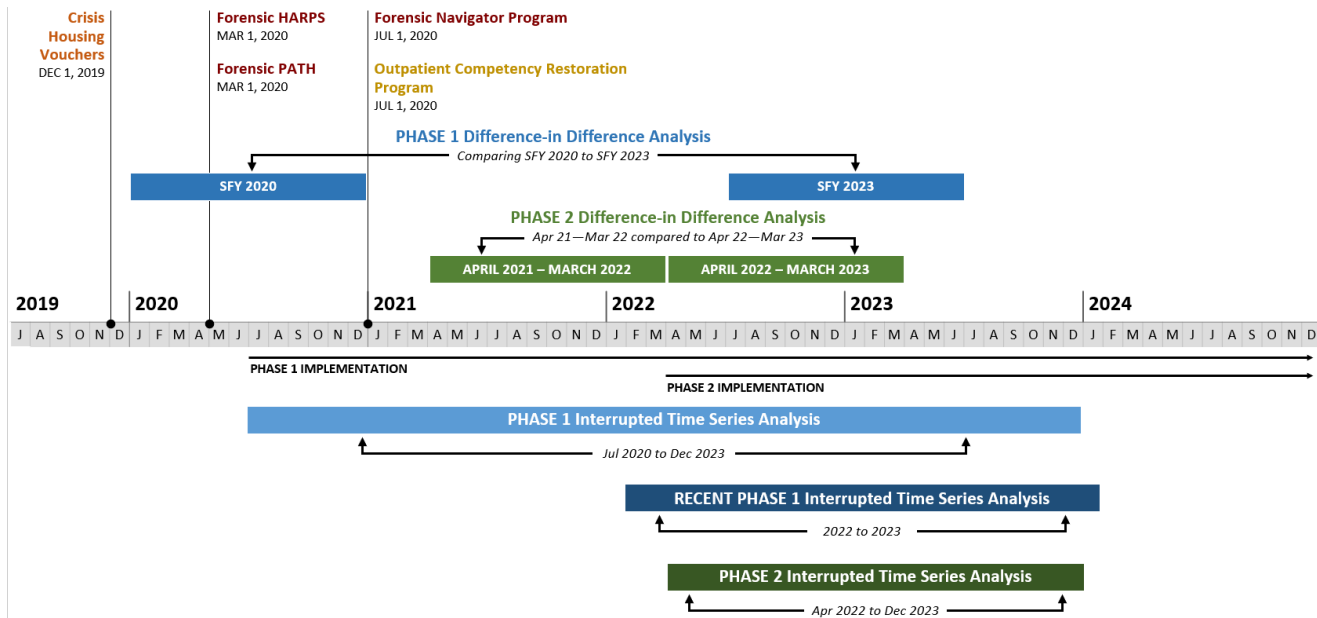 Crisis
Housing
Vouchers
DEC 1, 2019
Forensic HARPS
MAR 1, 2020
Forensic PATH
MAR 1, 2020
Forensic Navigator Program
JUL 1, 2020
Outpatient Competency Restoration
Program
JUL 1, 2020
PHASE 1 Difference-in Difference Analysis
Comparing SFY 2020 to SFY 2023
SFY 2020
SFY 2023
PHASE 2 Difference-in Difference Analysis
Apr 21—Mar 22 compared to Apr 22—Mar 23
APRIL 2021 – MARCH 2022
APRIL 2022 – MARCH 2023
2019 2020 2021 2022 2023 2024
J A S O N D J F M A M J J A S O N D J F M A M J J A S O N D J F M A M J J A S O N D J F M A M J J A S O N D J F M A M J J A S O N D
PHASE 1 IMPLEMENTATION
PHASE 2 IMPLEMENTATION
PHASE 1 Interrupted Time Series Analysis
Jul 2020 to Dec 2023
RECENT PHASE 1 Interrupted Time Series Analysis
2022 to 2023
PHASE 2 Interrupted Time Series Analysis
Apr 2022 to Dec 2023